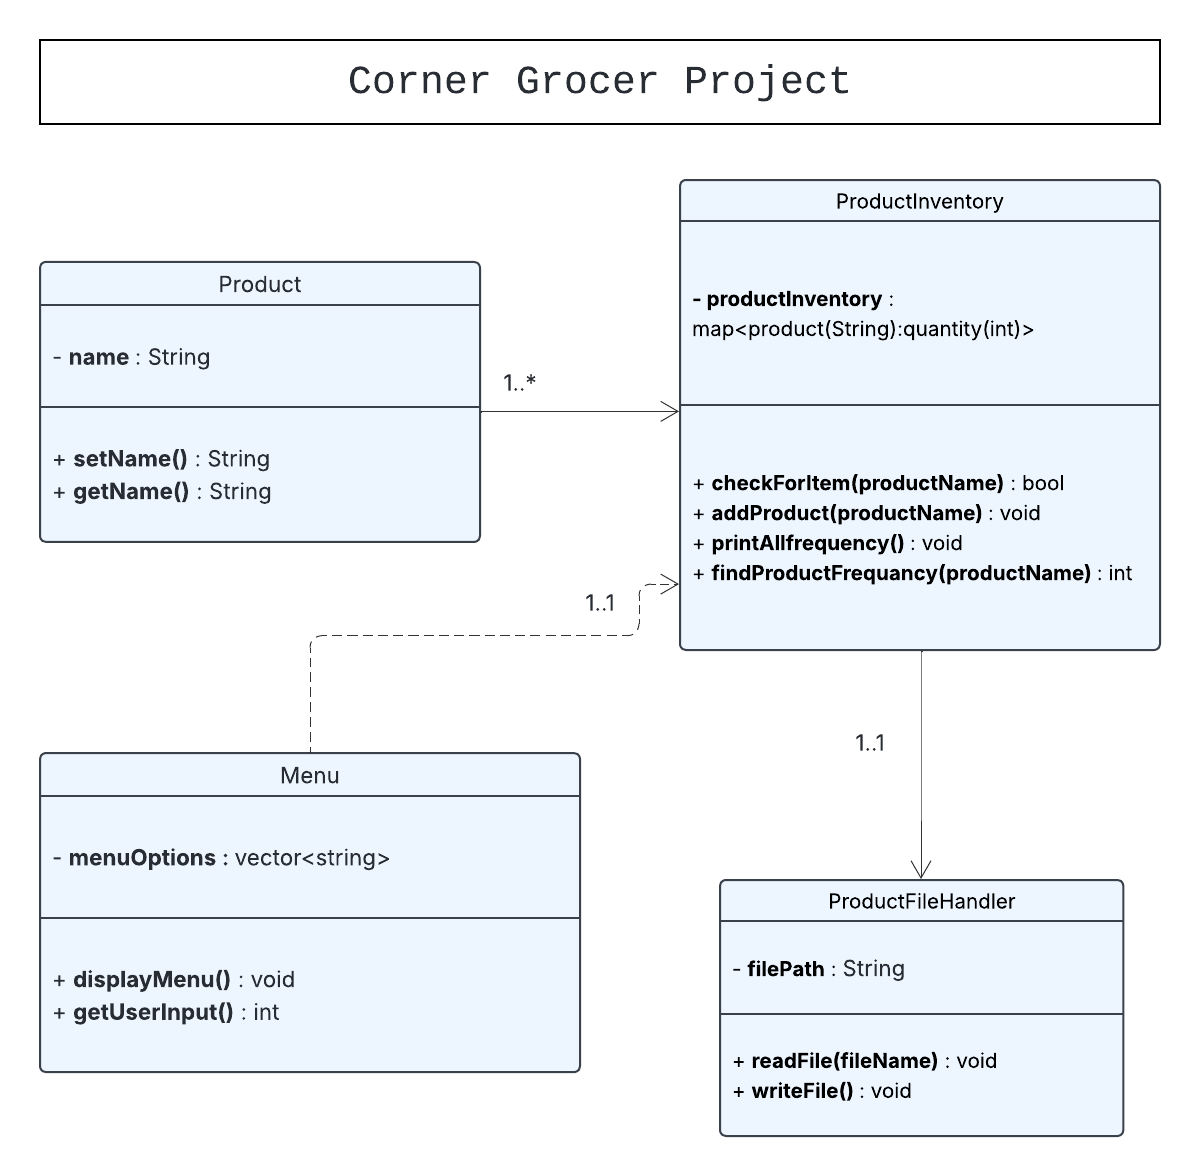 Corner Grocer Project
ProductInventory
- productInventory :
map<product(String):quantity(int)>
+ checkForItem(productName) : bool
+ addProduct(productName) : void
+ printAllfrequency() : void
+ findProductFrequancy(productName) : int
Product
- name : String
+ setName() : String
+ getName() : String
1..*
1..1
1..1
Menu
- menuOptions : vector<string>
+ displayMenu() : void
+ getUserInput() : int
ProductFileHandler
- filePath : String
+ readFile(fileName) : void
+ writeFile() : void